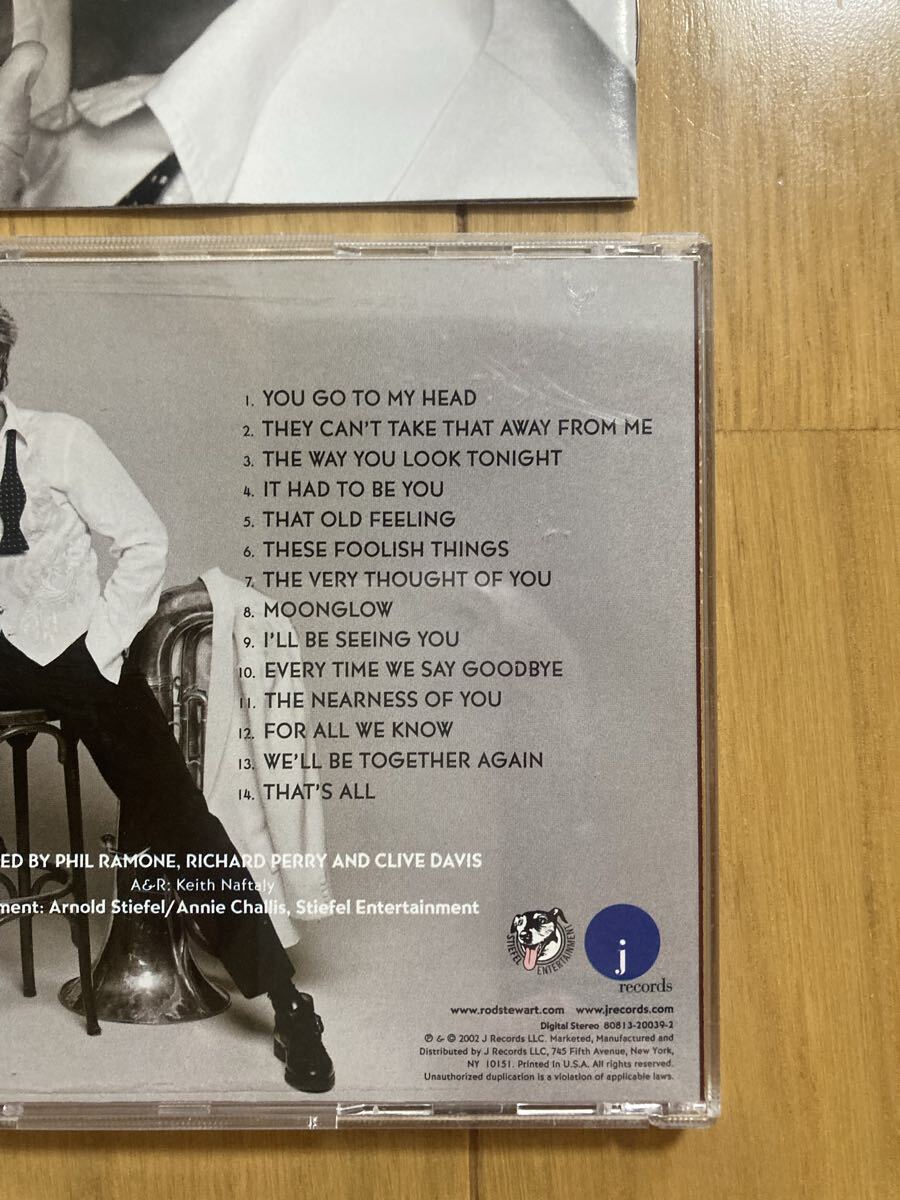 1. YOU GO TO MY HEAD
2. THEY CAN'T TAKE THAT AWAY FROM ME
3. THE WAY YOU LOOK TONIGHT
4. IT HAD TO BE YOU
5. THAT OLD FEELING
6. THESE FOOLISH THINGS
7. THE VERY THOUGHT OF YOU
8. MOONGLOW
9. I'LL BE SEEING YOU
10. EVERY TIME WE SAY GOODBYE
11. THE NEARNESS OF YOU
12. FOR ALL WE KNOW
13. WE'LL BE TOGETHER AGAIN
14. THAT'S ALL
ED BY PHIL RAMONE, RICHARD PERRY AND CLIVE DAVIS
A&R: Keith Naftaly
ment: Arnold Stiefel/Annie Challis, Stiefel Entertainment
STIEFEL ENTERTAINMENT
j
records
www.rodstewart.com www.jrecords.com
Digital Stereo 80813-20039-2
℗ & © 2002 J Records LLC. Marketed, Manufactured and
Distributed by J Records LLC, 745 Fifth Avenue, New York,
NY 10151. Printed in U.S.A. All rights reserved.
Unauthorized duplication is a violation of applicable laws.